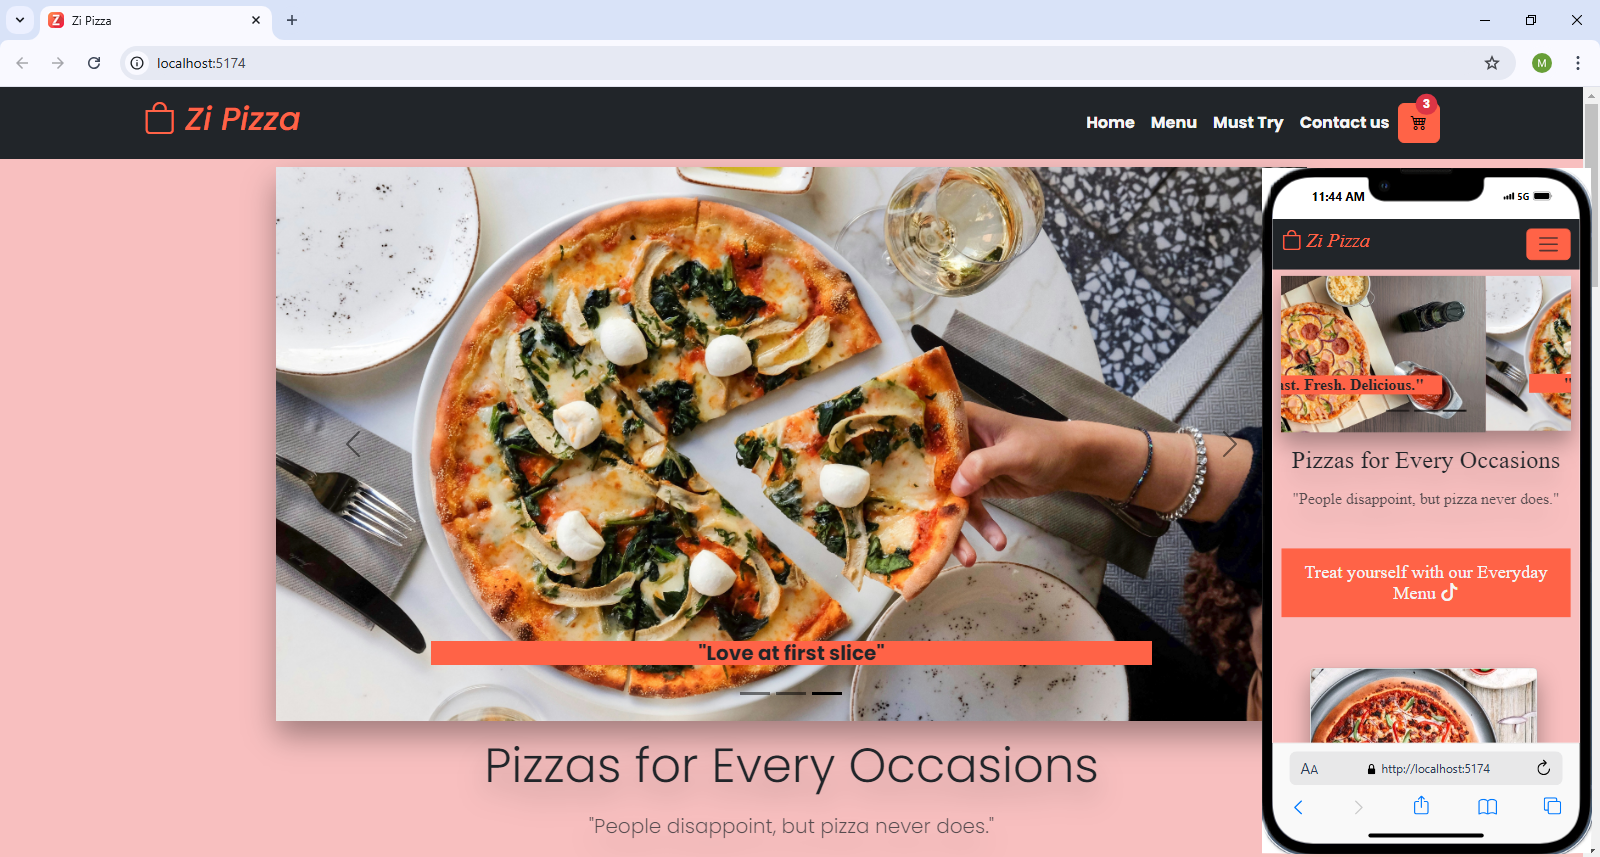 Zi Pizza
localhost:5174
M
Zi Pizza
Home Menu Must Try Contact us
3
"Love at first slice"
Pizzas for Every Occasions
"People disappoint, but pizza never does."
11:44 AM
5G
Zi Pizza
st. Fresh. Delicious."
"
Pizzas for Every Occasions
"People disappoint, but pizza never does."
Treat yourself with our Everyday
Menu
AA
http://localhost:5174